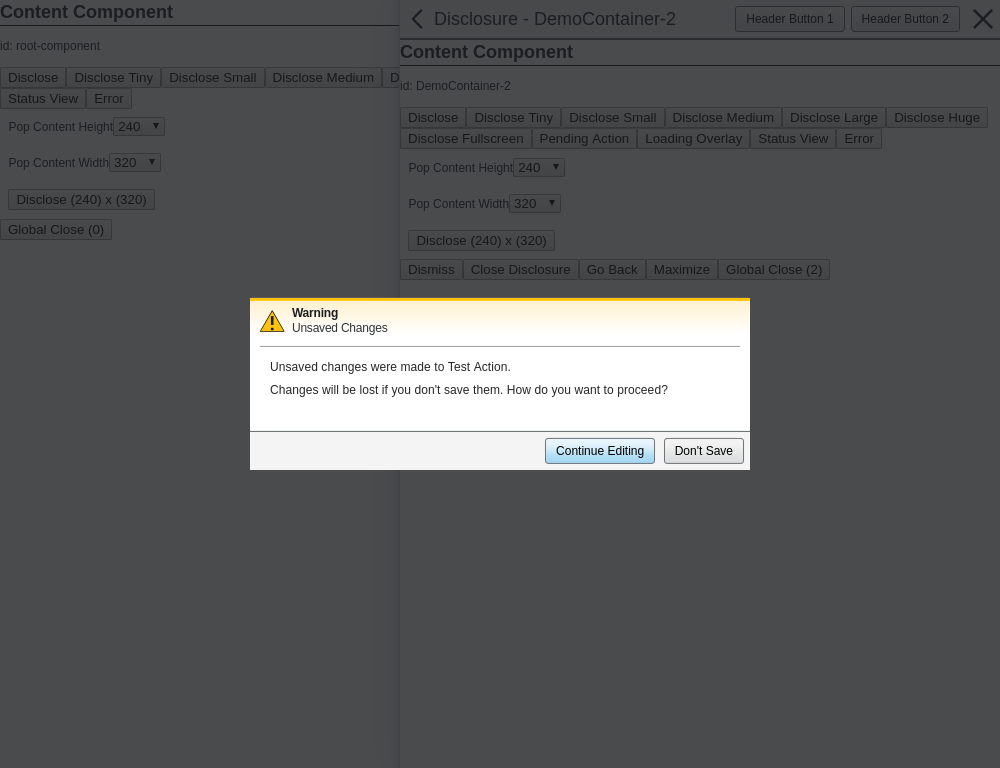 Content Component
id: root-component
Disclose Disclose Tiny Disclose Small Disclose Medium D
Status View Error
Pop Content Height 240
Pop Content Width 320
Disclose (240) x (320)
Global Close (0)
Disclosure - DemoContainer-2 Header Button 1 Header Button 2
Content Component
id: DemoContainer-2
Disclose Disclose Tiny Disclose Small Disclose Medium Disclose Large Disclose Huge
Disclose Fullscreen Pending Action Loading Overlay Status View Error
Pop Content Height 240
Pop Content Width 320
Disclose (240) x (320)
Dismiss Close Disclosure Go Back Maximize Global Close (2)
Warning
Unsaved Changes
Unsaved changes were made to Test Action.
Changes will be lost if you don't save them. How do you want to proceed?
Continue Editing Don't Save